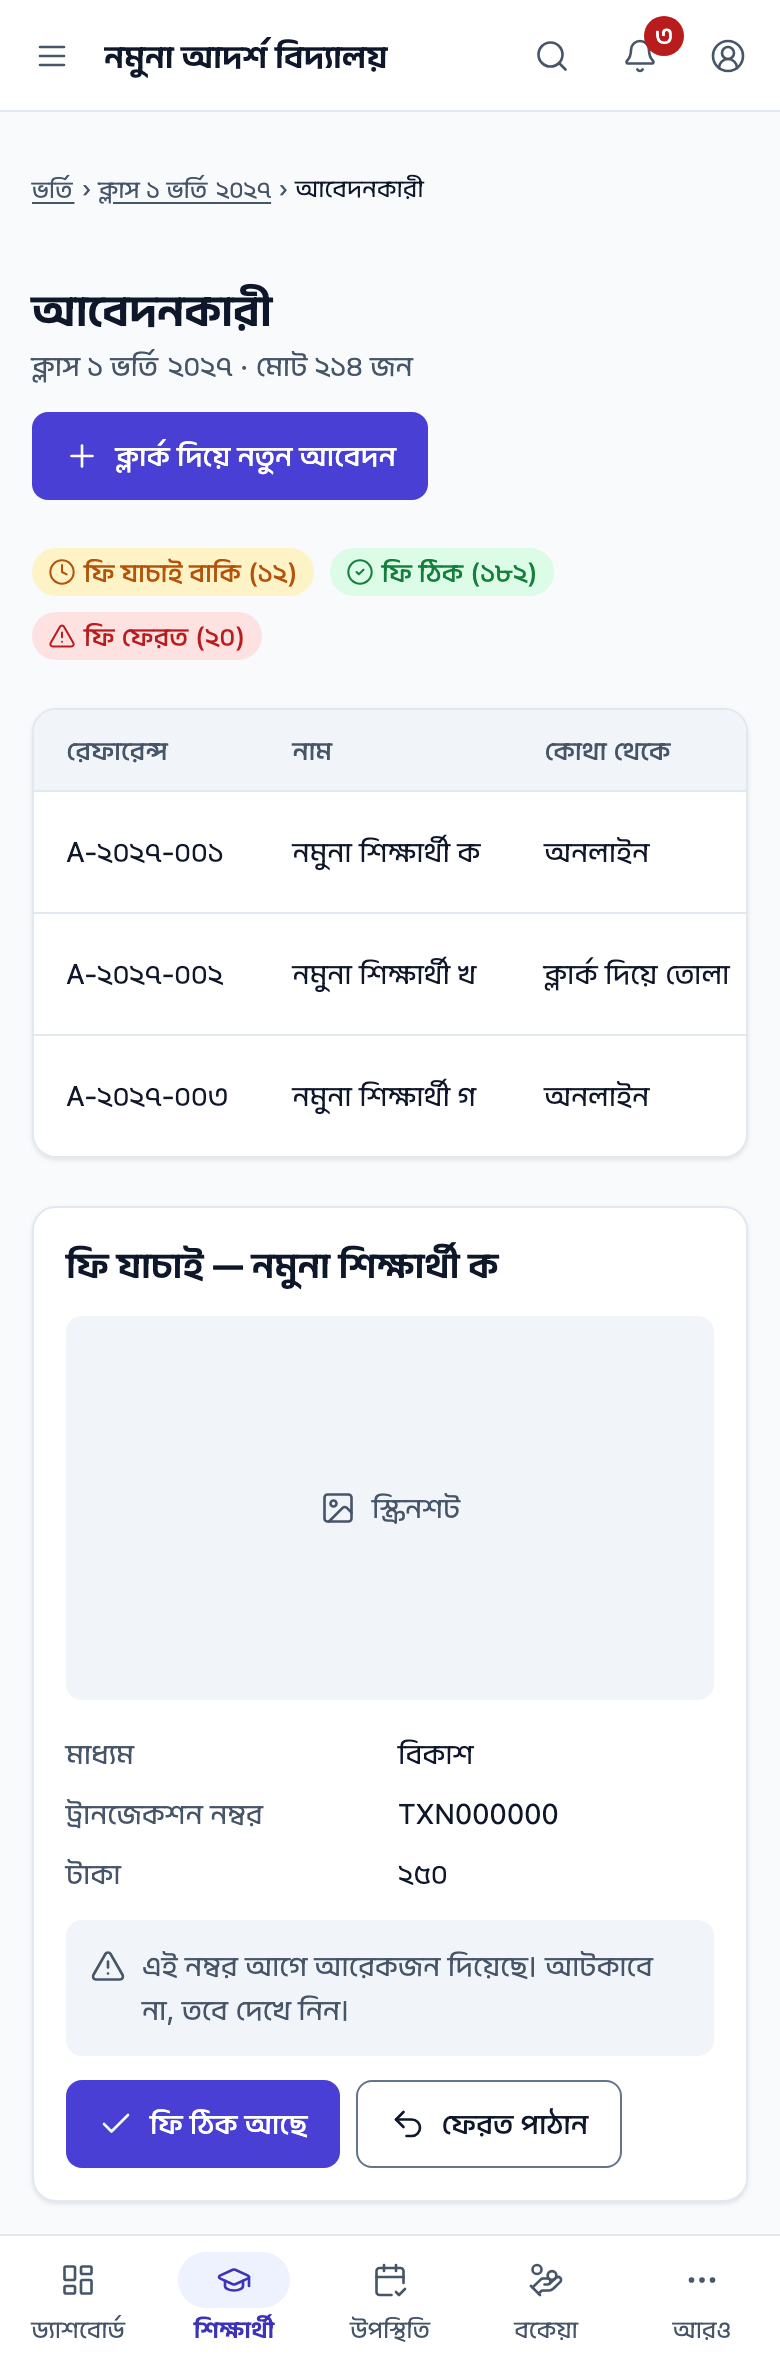 নমুনা আদর্শ বিদ্যালয়
৩
ভর্তি › ক্লাস ১ ভর্তি ২০২৭ › আবেদনকারী
আবেদনকারী
ক্লাস ১ ভর্তি ২০২৭ · মোট ২১৪ জন
ক্লার্ক দিয়ে নতুন আবেদন
ফি যাচাই বাকি (১২) ফি ঠিক (১৮২)
ফি ফেরত (২০)
রেফারেন্স নাম কোথা থেকে
A-২০২৭-০০১ নমুনা শিক্ষার্থী ক অনলাইন
A-২০২৭-০০২ নমুনা শিক্ষার্থী খ ক্লার্ক দিয়ে তোলা
A-২০২৭-০০৩ নমুনা শিক্ষার্থী গ অনলাইন
ফি যাচাই — নমুনা শিক্ষার্থী ক
স্ক্রিনশট
মাধ্যম বিকাশ
ট্রানজেকশন নম্বর TXN000000
টাকা ২৫০
এই নম্বর আগে আরেকজন দিয়েছে। আটকাবে
না, তবে দেখে নিন।
ফি ঠিক আছে ফেরত পাঠান
ড্যাশবোর্ড শিক্ষার্থী উপস্থিতি বকেয়া আরও